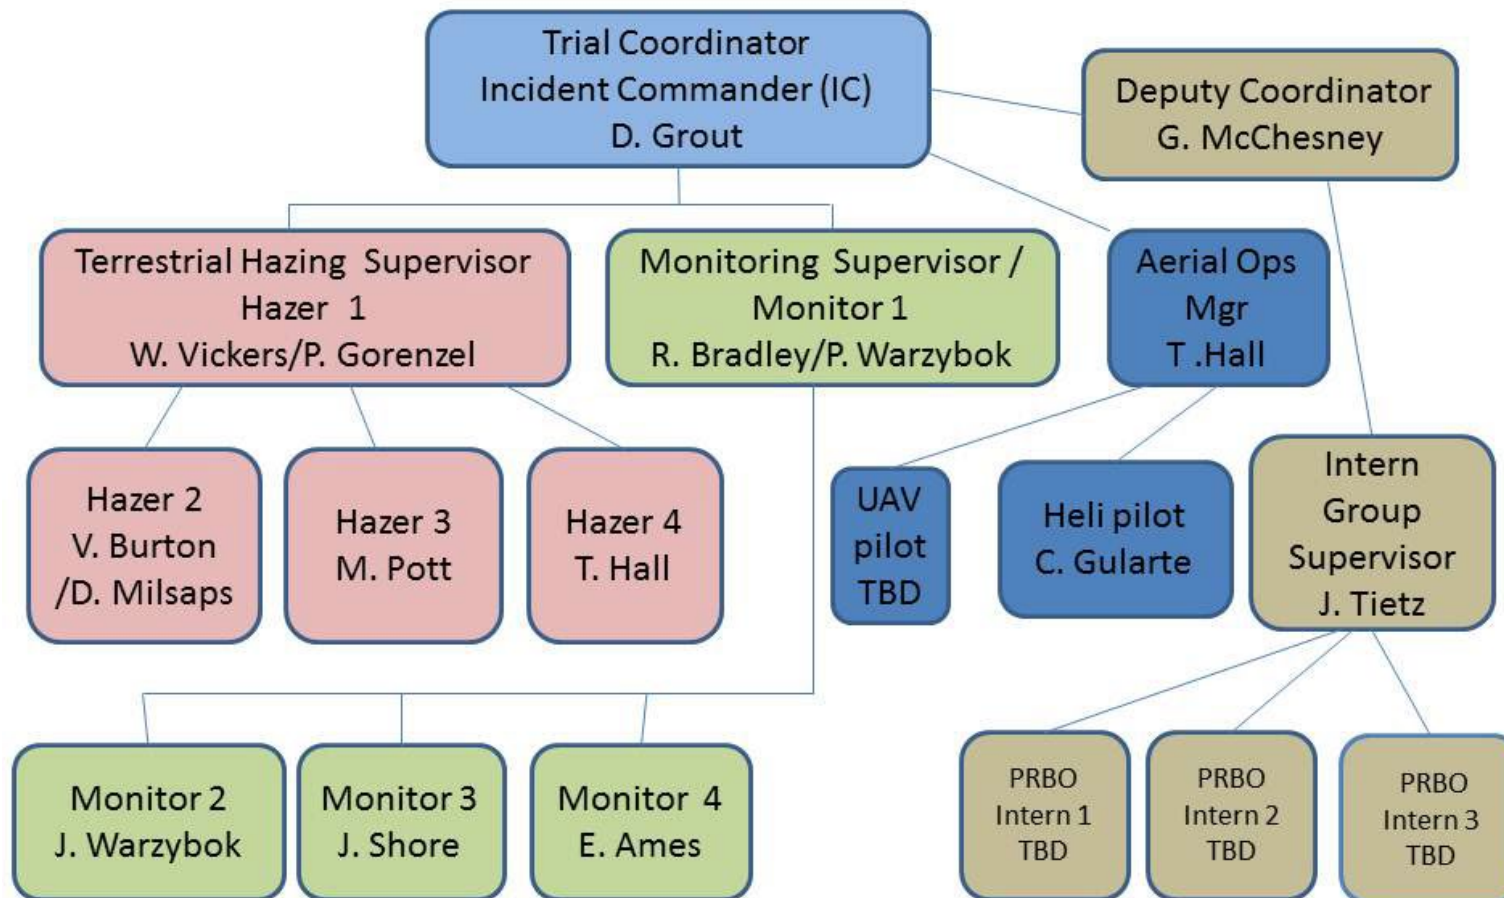 Trial Coordinator
Incident Commander (IC)
D. Grout
Deputy Coordinator
G. McChesney
Terrestrial Hazing Supervisor
Hazer 1
W. Vickers/P. Gorenzel
Monitoring Supervisor /
Monitor 1
R. Bradley/P. Warzybok
Aerial Ops
Mgr
T .Hall
Hazer 2
V. Burton
/D. Milsaps
Hazer 3
M. Pott
Hazer 4
T. Hall
UAV
pilot
TBD
Heli pilot
C. Gularte
Intern
Group
Supervisor
J. Tietz
Monitor 2
J. Warzybok
Monitor 3
J. Shore
Monitor 4
E. Ames
PRBO
Intern 1
TBD
PRBO
Intern 2
TBD
PRBO
Intern 3
TBD